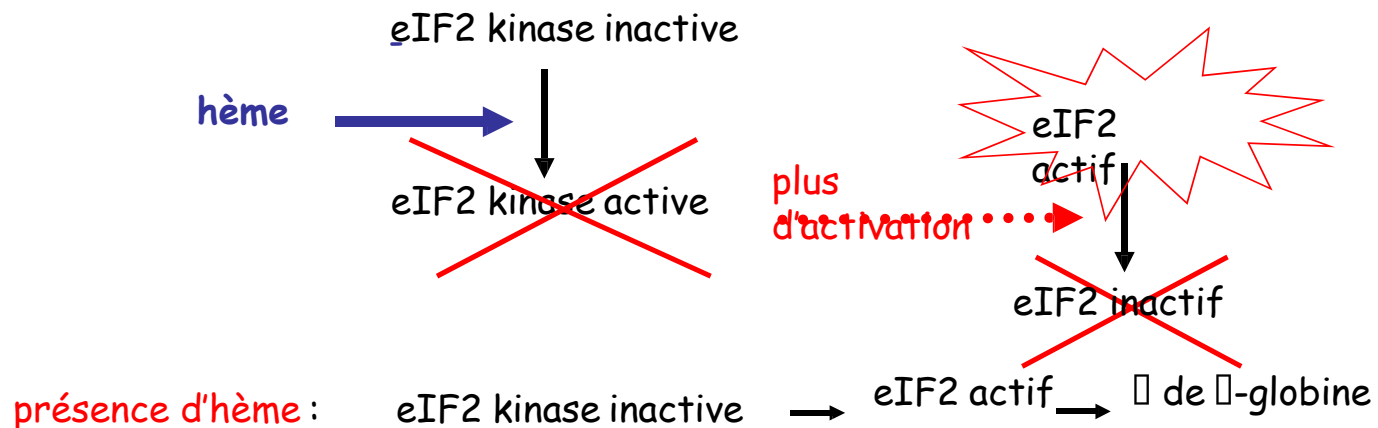 eIF2 kinase inactive
hème
eIF2 kinase active
eIF2
actif
plus
d'activation
eIF2 inactif
présence d'hème : eIF2 kinase inactive eIF2 actif ▯ de ▯-globine